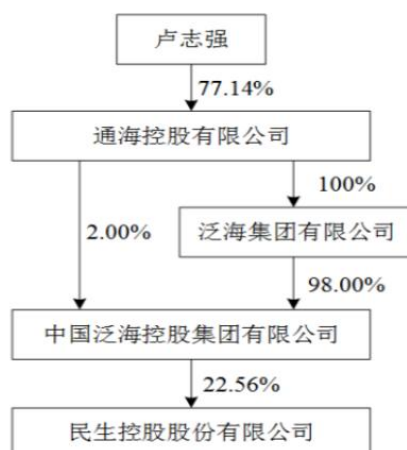 卢志强
77.14%
通海控股有限公司
100%
2.00%
泛海集团有限公司
98.00%
中国泛海控股集团有限公司
22.56%
民生控股股份有限公司